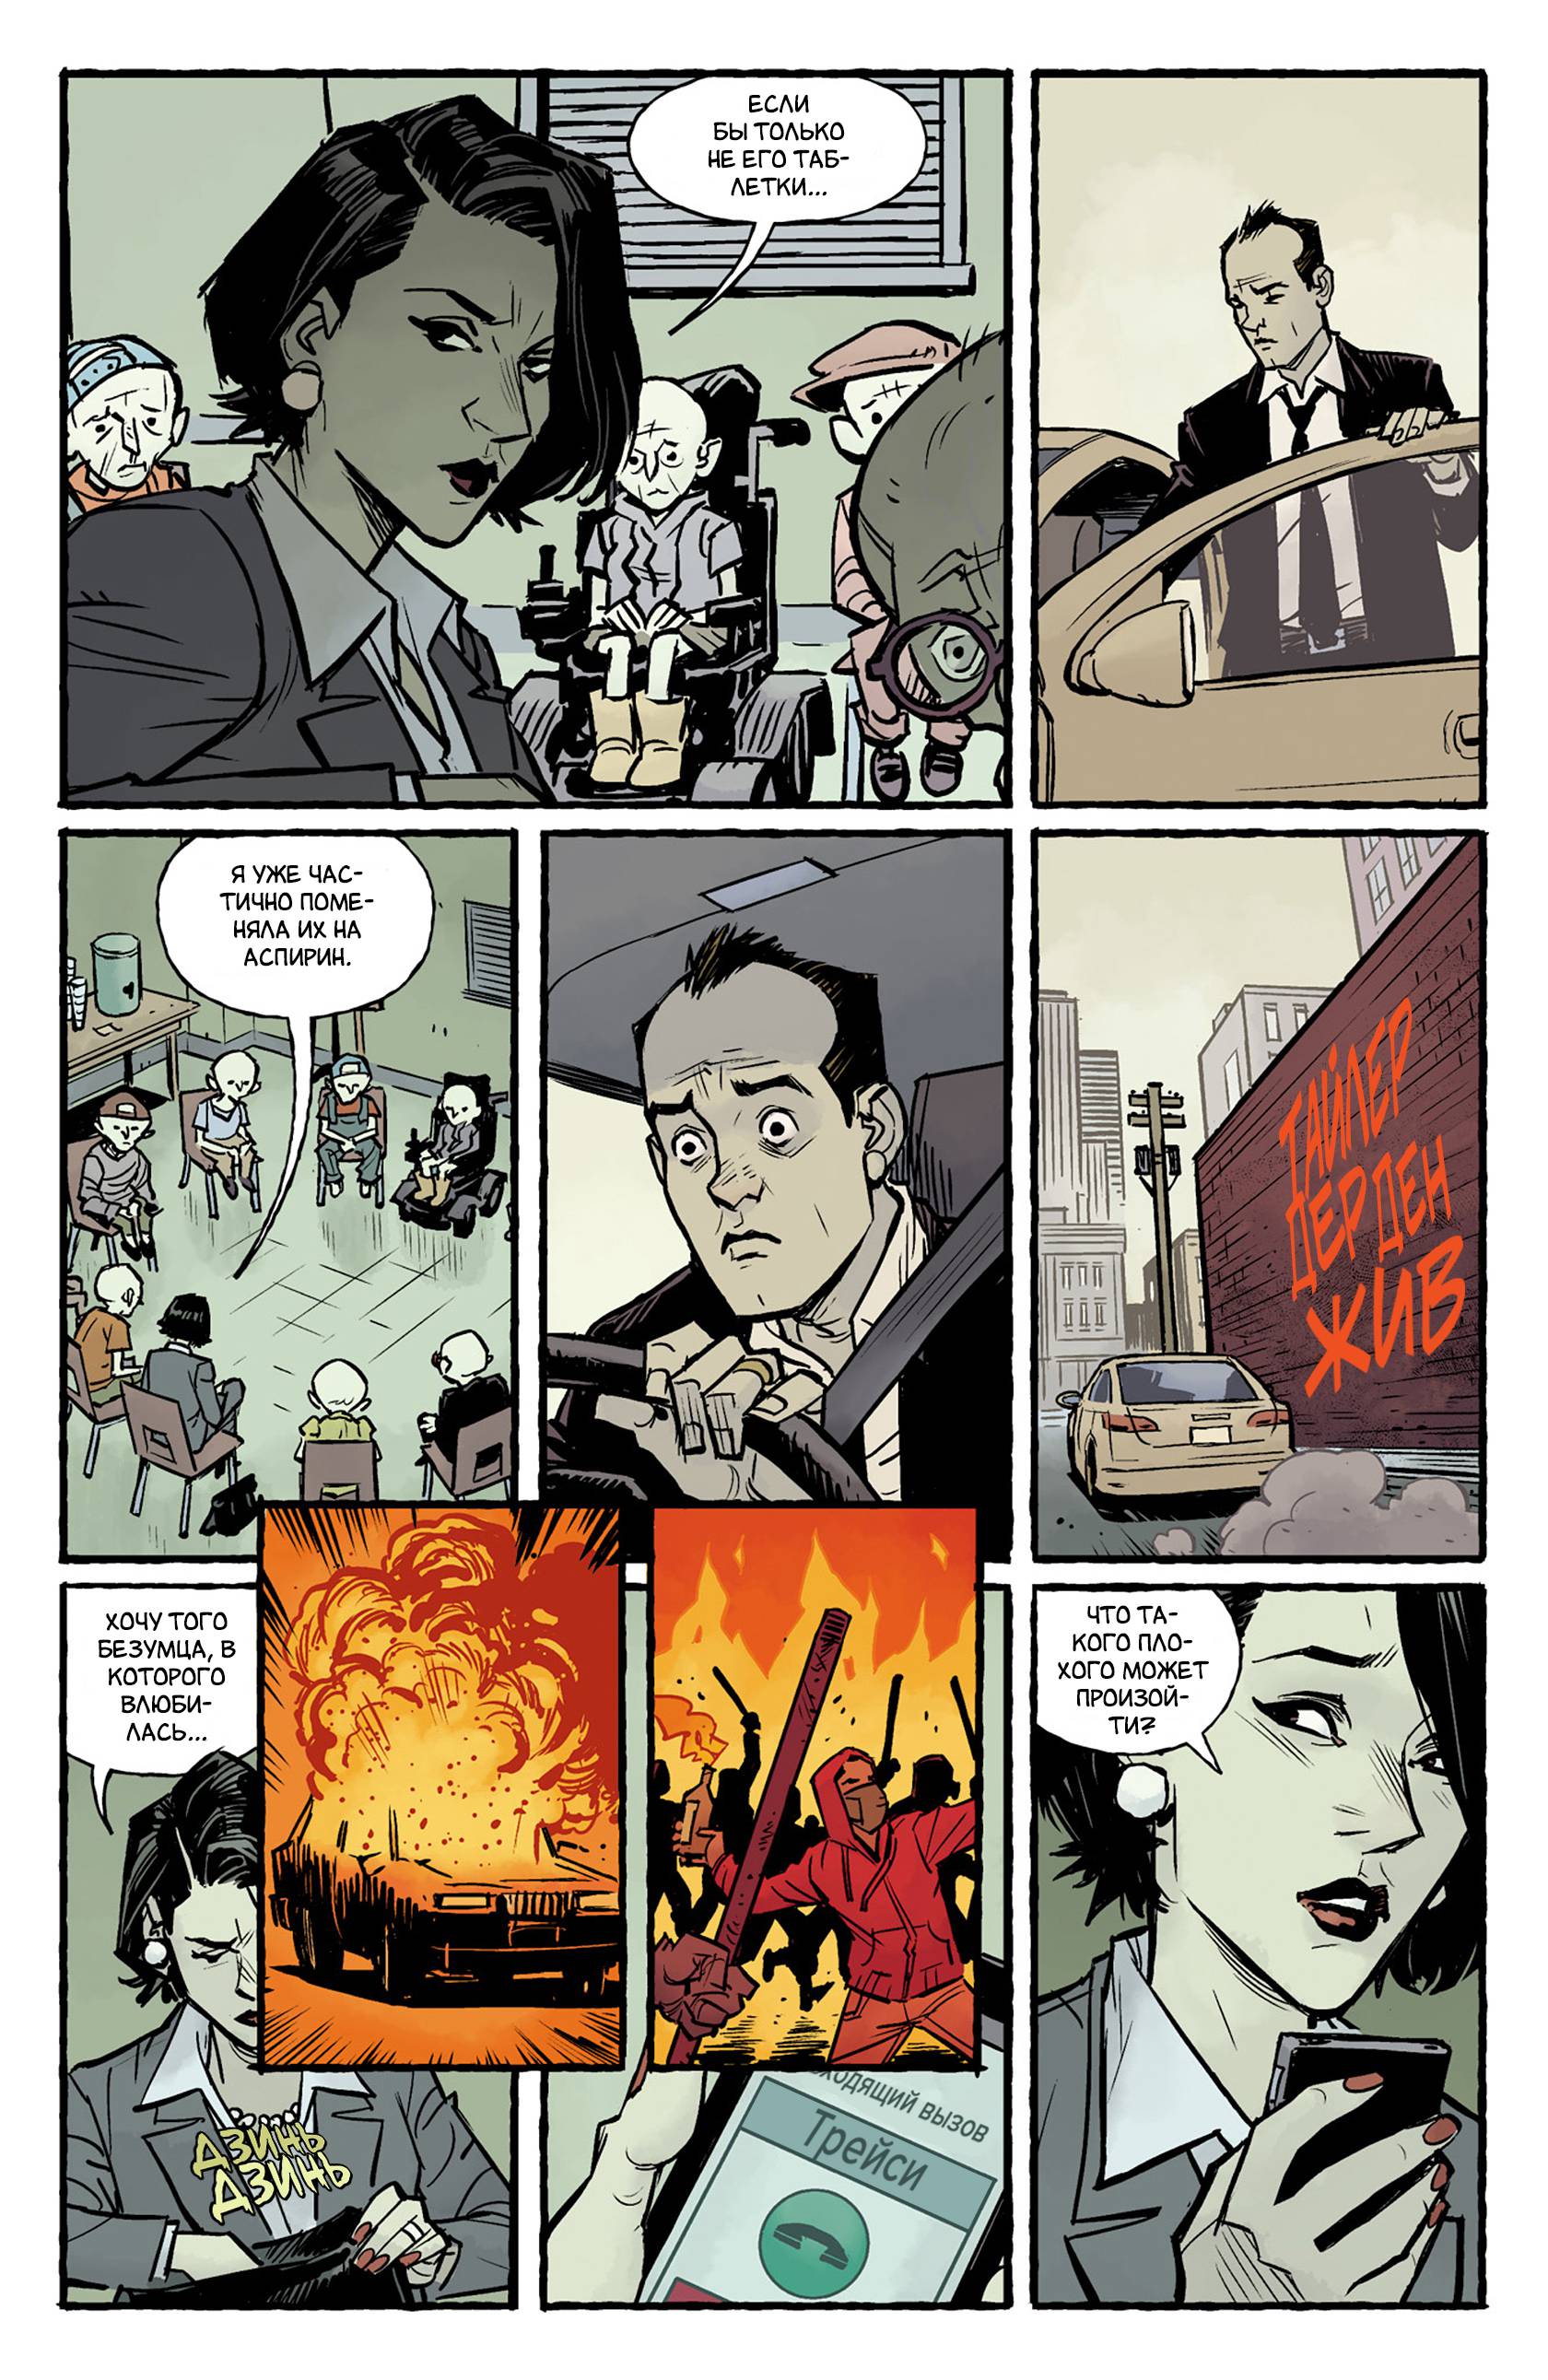 ЕСЛИ
БЫ ТОЛЬКО
НЕ ЕГО ТАБ-
ЛЕТКИ...
Я УЖЕ ЧАС-
ТИЧНО ПОМЕ-
НЯЛА ИХ НА
АСПИРИН.
ТАЙЛЕР
ДЕРДЕН
ЖИВ
ХОЧУ ТОГО
БЕЗУМЦА, В
КОТОРОГО
ВЛЮБИ-
ЛАСЬ...
ДЗИНЬ
ДЗИНЬ
ХОДЯЩИЙ ВЫЗОВ
Трейси
ЧТО ТА-
КОГО ПЛО-
ХОГО МОЖЕТ
ПРОИЗОЙ-
ТИ?